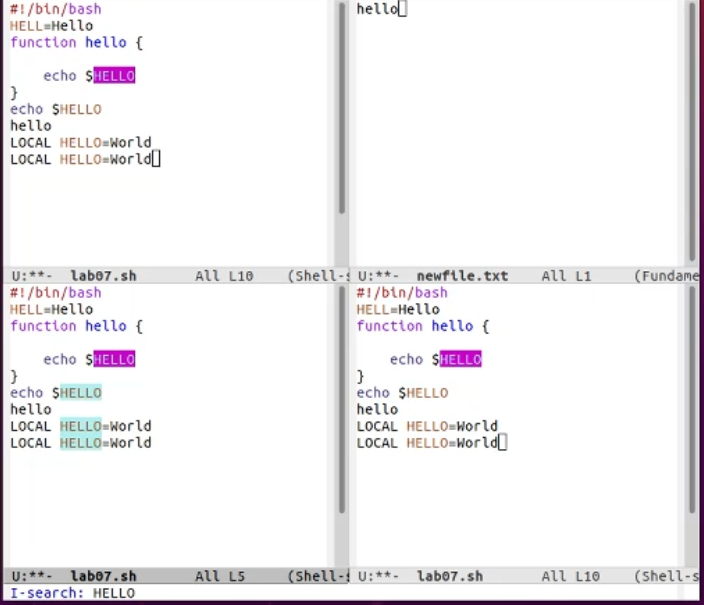 #!/bin/bash
HELL=Hello
function hello {
echo $HELLO
}
echo $HELLO
hello
LOCAL HELLO=World
LOCAL HELLO=World
U:**- lab07.sh All L10 (Shell-s
hello
U:**- newfile.txt All L1 (Fundame
#!/bin/bash
HELL=Hello
function hello {
echo $HELLO
}
echo $HELLO
hello
LOCAL HELLO=World
LOCAL HELLO=World
U:**- lab07.sh All L5 (Shell-s
#!/bin/bash
HELL=Hello
function hello {
echo $HELLO
}
echo $HELLO
hello
LOCAL HELLO=World
LOCAL HELLO=World
U:**- lab07.sh All L10 (Shell-s
I-search: HELLO